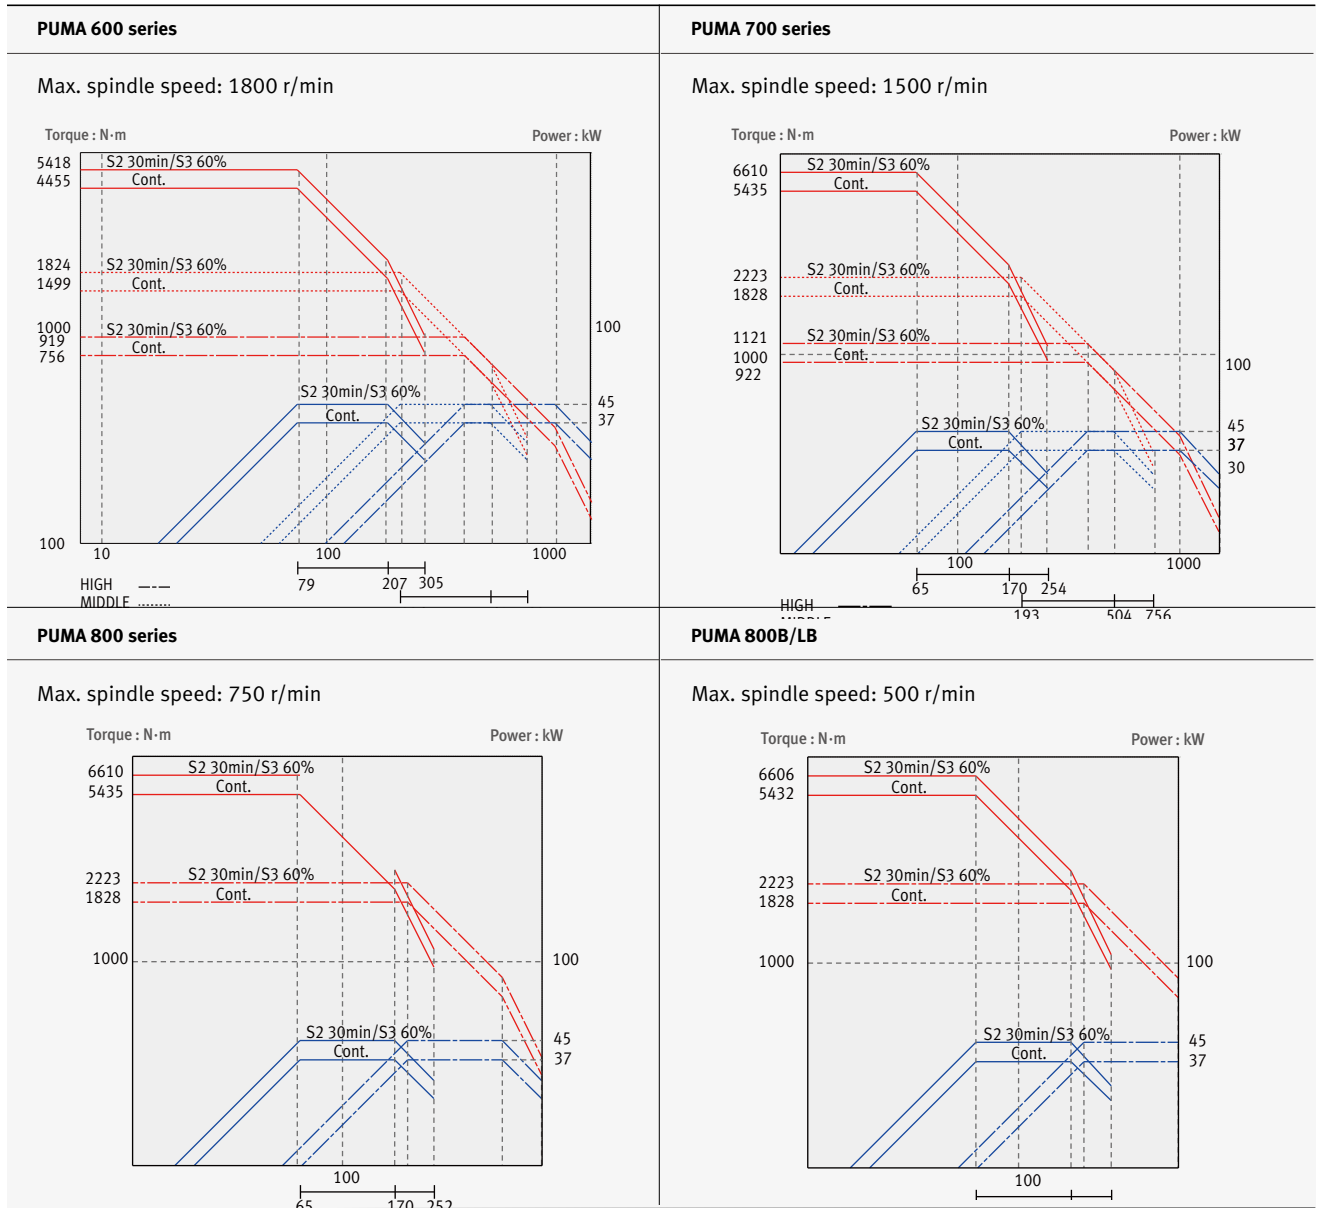 PUMA 600 series
Max. spindle speed: 1800 r/min
Torque : N·m
Power : kW
5418
S2 30min/S3 60%
4455
Cont.
1824
S2 30min/S3 60%
1499
Cont.
1000
919
S2 30min/S3 60%
756
Cont.
100
S2 30min/S3 60%
45
Cont.
37
100
10
100
1000
79
207
305
HIGH
MIDDLE
PUMA 700 series
Max. spindle speed: 1500 r/min
Torque : N·m
Power : kW
6610
S2 30min/S3 60%
5435
Cont.
2223
S2 30min/S3 60%
1828
Cont.
1121
S2 30min/S3 60%
1000
Cont.
922
100
S2 30min/S3 60%
45
Cont.
37
30
100
1000
65
170
254
HIGH
193
504
756
PUMA 800 series
Max. spindle speed: 750 r/min
Torque : N·m
Power : kW
6610
S2 30min/S3 60%
5435
Cont.
2223
S2 30min/S3 60%
1828
Cont.
1000
100
S2 30min/S3 60%
45
Cont.
37
100
65
170
252
PUMA 800B/LB
Max. spindle speed: 500 r/min
Torque : N·m
Power : kW
6606
S2 30min/S3 60%
5432
Cont.
2223
S2 30min/S3 60%
1828
Cont.
1000
100
S2 30min/S3 60%
45
Cont.
37
100